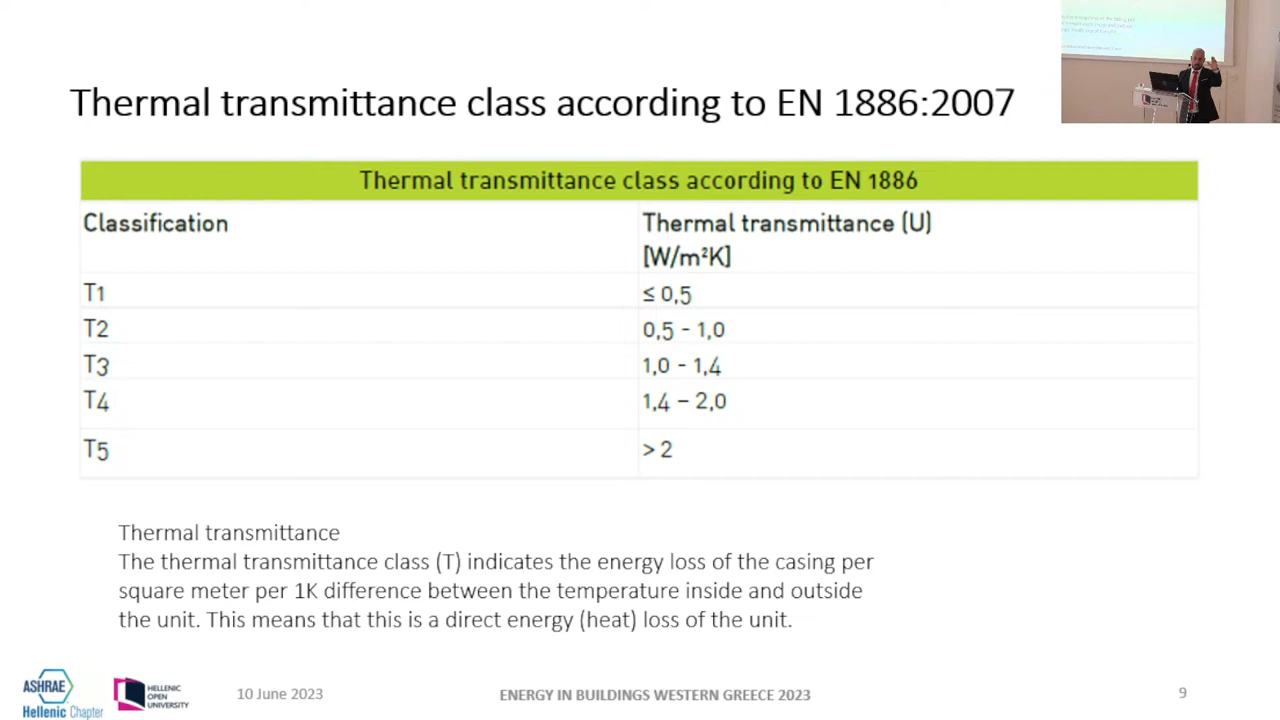 Thermal transmittance class according to EN 1886:2007
Thermal transmittance class according to EN 1886
Classification
Thermal transmittance (U)
[W/m²K]
T1
≤ 0,5
T2
0,5 - 1,0
T3
1,0 - 1,4
T4
1,4 – 2,0
T5
> 2
Thermal transmittance
The thermal transmittance class (T) indicates the energy loss of the casing per
square meter per 1K difference between the temperature inside and outside
the unit. This means that this is a direct energy (heat) loss of the unit.
ASHRAE
Hellenic Chapter
HELLENIC
OPEN
UNIVERSITY
10 June 2023
ENERGY IN BUILDINGS WESTERN GREECE 2023
9